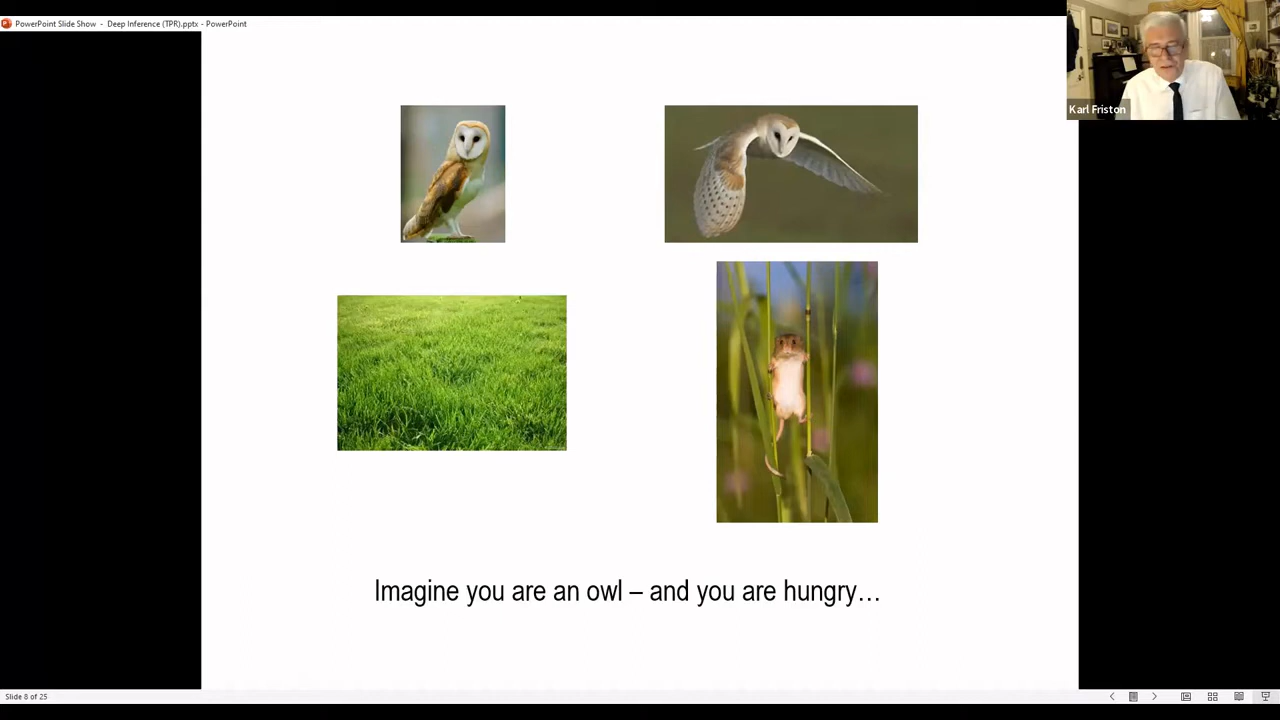 PowerPoint Slide Show - Deep Inference (TPR).pptx - PowerPoint
Karl Friston
Imagine you are an owl – and you are hungry…
Slide 8 of 25